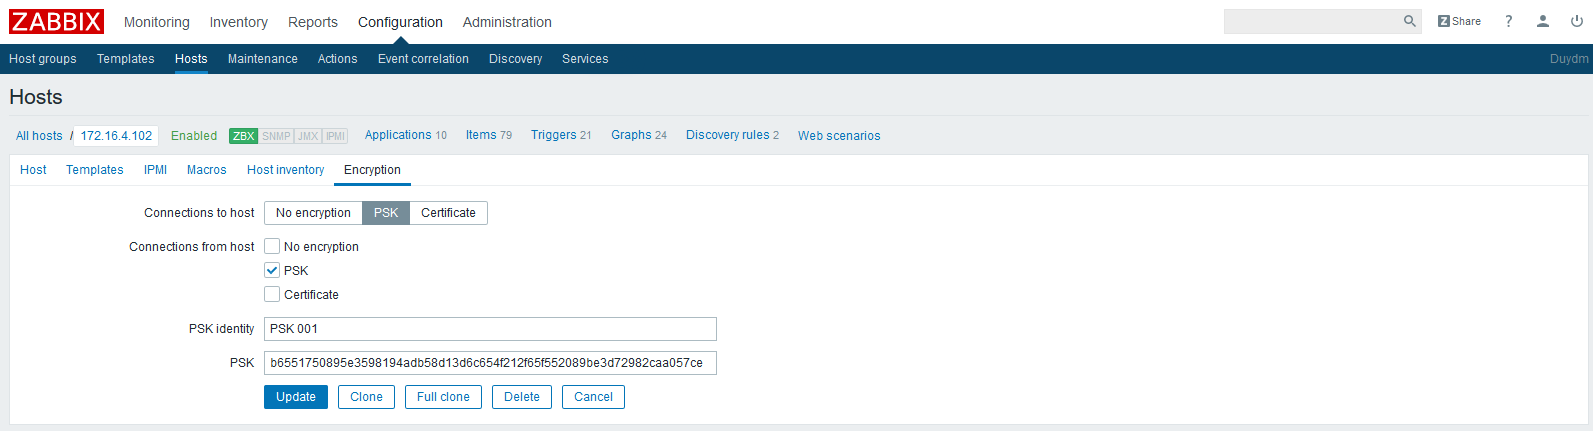 ZABBIX Monitoring Inventory Reports Configuration Administration Z Share ?
Host groups Templates Hosts Maintenance Actions Event correlation Discovery Services Duydm
Hosts
All hosts / 172.16.4.102 Enabled ZBX SNMP JMX IPMI Applications 10 Items 79 Triggers 21 Graphs 24 Discovery rules 2 Web scenarios
Host Templates IPMI Macros Host inventory Encryption
Connections to host No encryption PSK Certificate
Connections from host No encryption
PSK
Certificate
PSK identity PSK 001
PSK b6551750895e3598194adb58d13d6c654f212f65f552089be3d72982caa057ce
Update Clone Full clone Delete Cancel